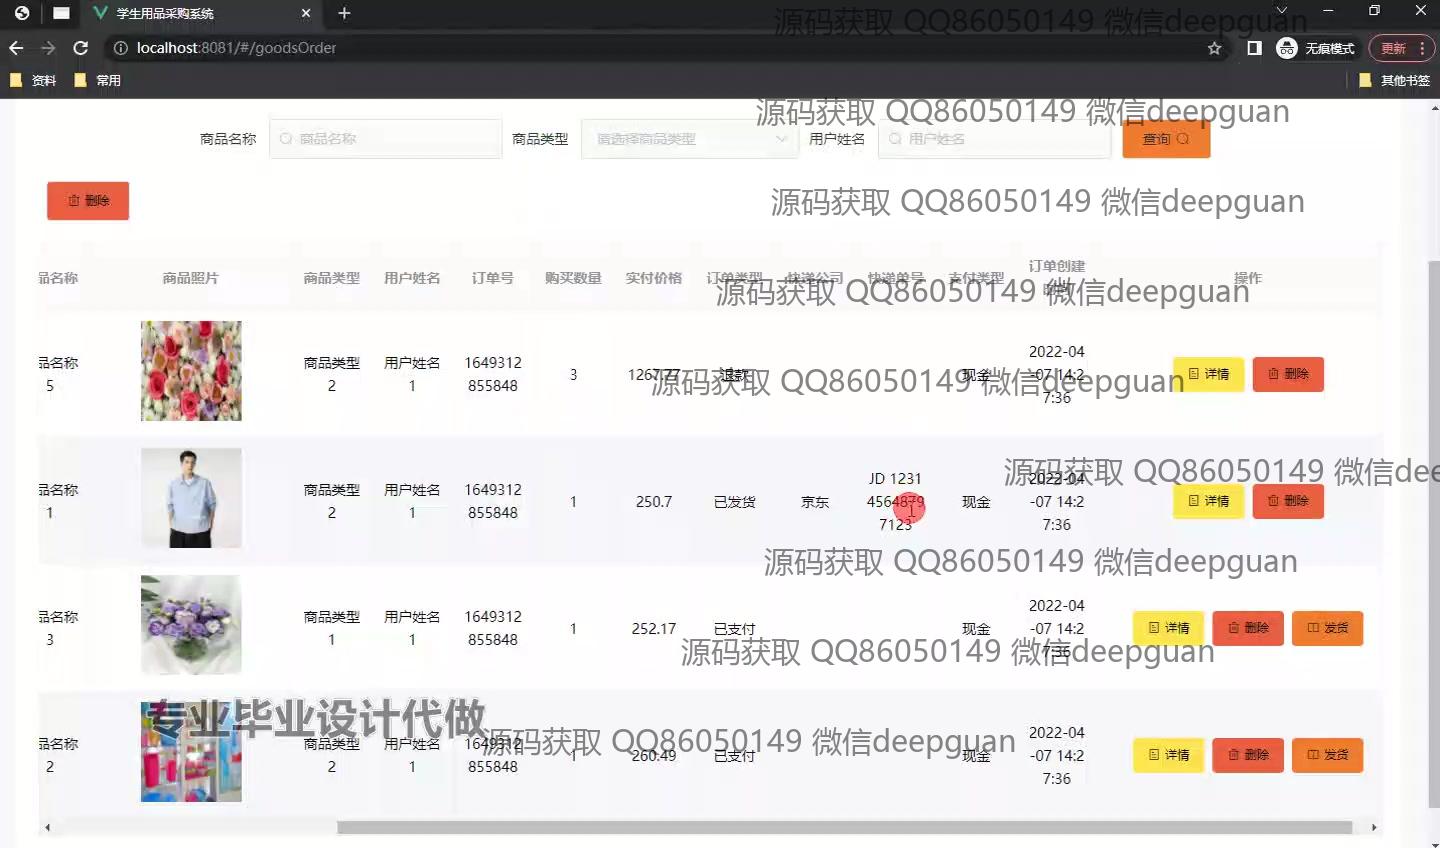 学生用品采购系统
源码获取 QQ86050149 微信deepguan
localhost:8081/#/goodsOrder
无痕模式
更新
资料
常用
其他书签
源码获取 QQ86050149 微信deepguan
商品名称
商品名称
商品类型
请选择商品类型
用户姓名
用户姓名
查询
删除
源码获取 QQ86050149 微信deepguan
品名称 商品照片 商品类型 用户姓名 订单号 购买数量 实付价格 订单类型 快递公司 快递单号 支付类型 订单创建 操作
源码获取 QQ86050149 微信deepguan
品名称
5
商品类型
2
用户姓名
1
1649312
855848
3
1267.77
退款
现金
2022-04
-07 14:2
7:36
详情
删除
源码获取 QQ86050149 微信deepguan
品名称
1
商品类型
2
用户姓名
1
1649312
855848
1
250.7
已发货
京东
JD 1231
4564879
7123
现金
2022-04
-07 14:2
7:36
详情
删除
源码获取 QQ86050149 微信dee
源码获取 QQ86050149 微信deepguan
品名称
3
商品类型
1
用户姓名
1
1649312
855848
1
252.17
已支付
现金
2022-04
-07 14:2
7:36
详情
删除
发货
源码获取 QQ86050149 微信deepguan
专业毕业设计代做
品名称
2
商品类型
2
用户姓名
1
1649312
855848
1
260.49
已支付
现金
2022-04
-07 14:2
7:36
详情
删除
发货
源码获取 QQ86050149 微信deepguan